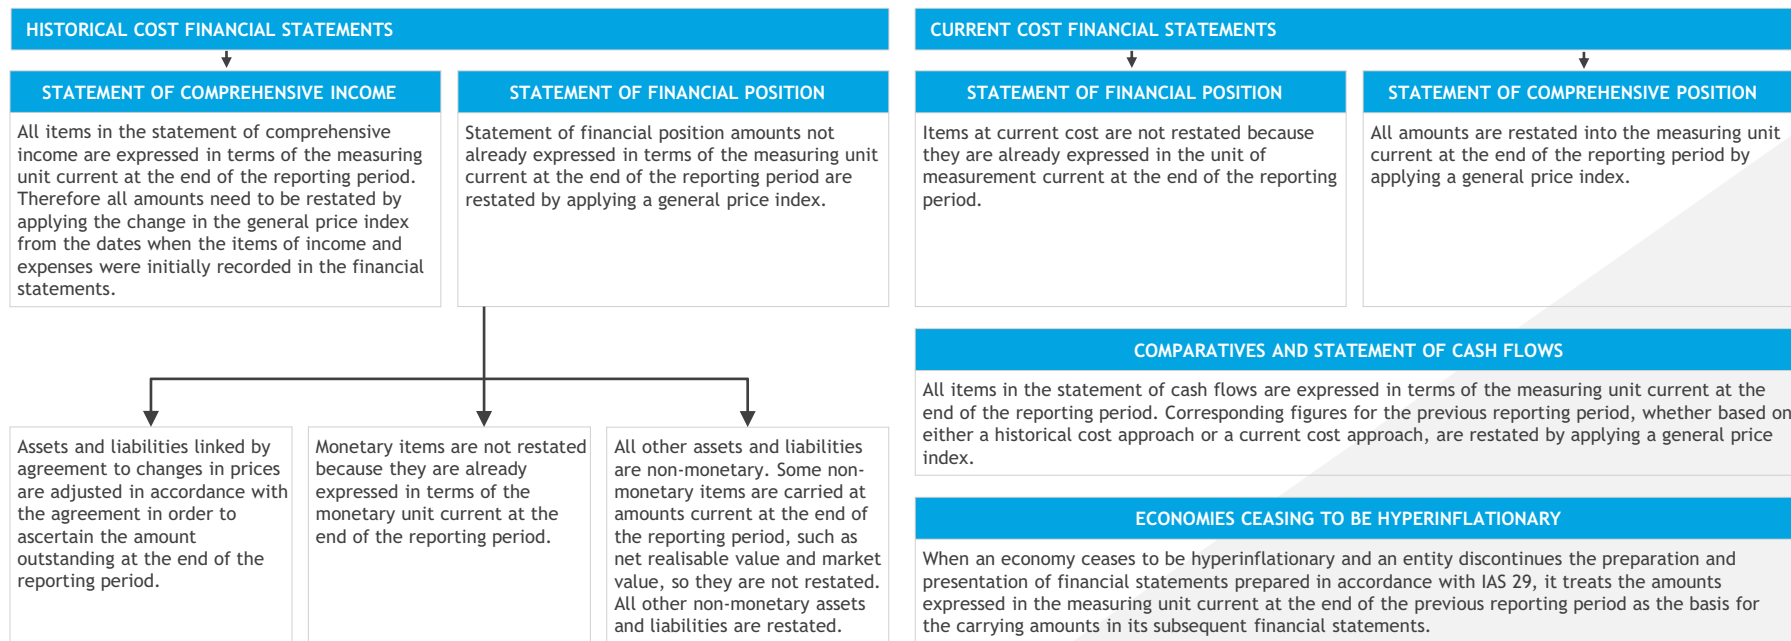 HISTORICAL COST FINANCIAL STATEMENTS
STATEMENT OF COMPREHENSIVE INCOME
All items in the statement of comprehensive
income are expressed in terms of the measuring
unit current at the end of the reporting period.
Therefore all amounts need to be restated by
applying the change in the general price index
from the dates when the items of income and
expenses were initially recorded in the financial
statements.
STATEMENT OF FINANCIAL POSITION
Statement of financial position amounts not
already expressed in terms of the measuring unit
current at the end of the reporting period are
restated by applying a general price index.
Assets and liabilities linked by
agreement to changes in prices
are adjusted in accordance with
the agreement in order to
ascertain the amount
outstanding at the end of the
reporting period.
Monetary items are not restated
because they are already
expressed in terms of the
monetary unit current at the
end of the reporting period.
All other assets and liabilities
are non-monetary. Some non-
monetary items are carried at
amounts current at the end of
the reporting period, such as
net realisable value and market
value, so they are not restated.
All other non-monetary assets
and liabilities are restated.
CURRENT COST FINANCIAL STATEMENTS
STATEMENT OF FINANCIAL POSITION
Items at current cost are not restated because
they are already expressed in the unit of
measurement current at the end of the reporting
period.
STATEMENT OF COMPREHENSIVE POSITION
All amounts are restated into the measuring unit
current at the end of the reporting period by
applying a general price index.
COMPARATIVES AND STATEMENT OF CASH FLOWS
All items in the statement of cash flows are expressed in terms of the measuring unit current at the
end of the reporting period. Corresponding figures for the previous reporting period, whether based on
either a historical cost approach or a current cost approach, are restated by applying a general price
index.
ECONOMIES CEASING TO BE HYPERINFLATIONARY
When an economy ceases to be hyperinflationary and an entity discontinues the preparation and
presentation of financial statements prepared in accordance with IAS 29, it treats the amounts
expressed in the measuring unit current at the end of the previous reporting period as the basis for
the carrying amounts in its subsequent financial statements.